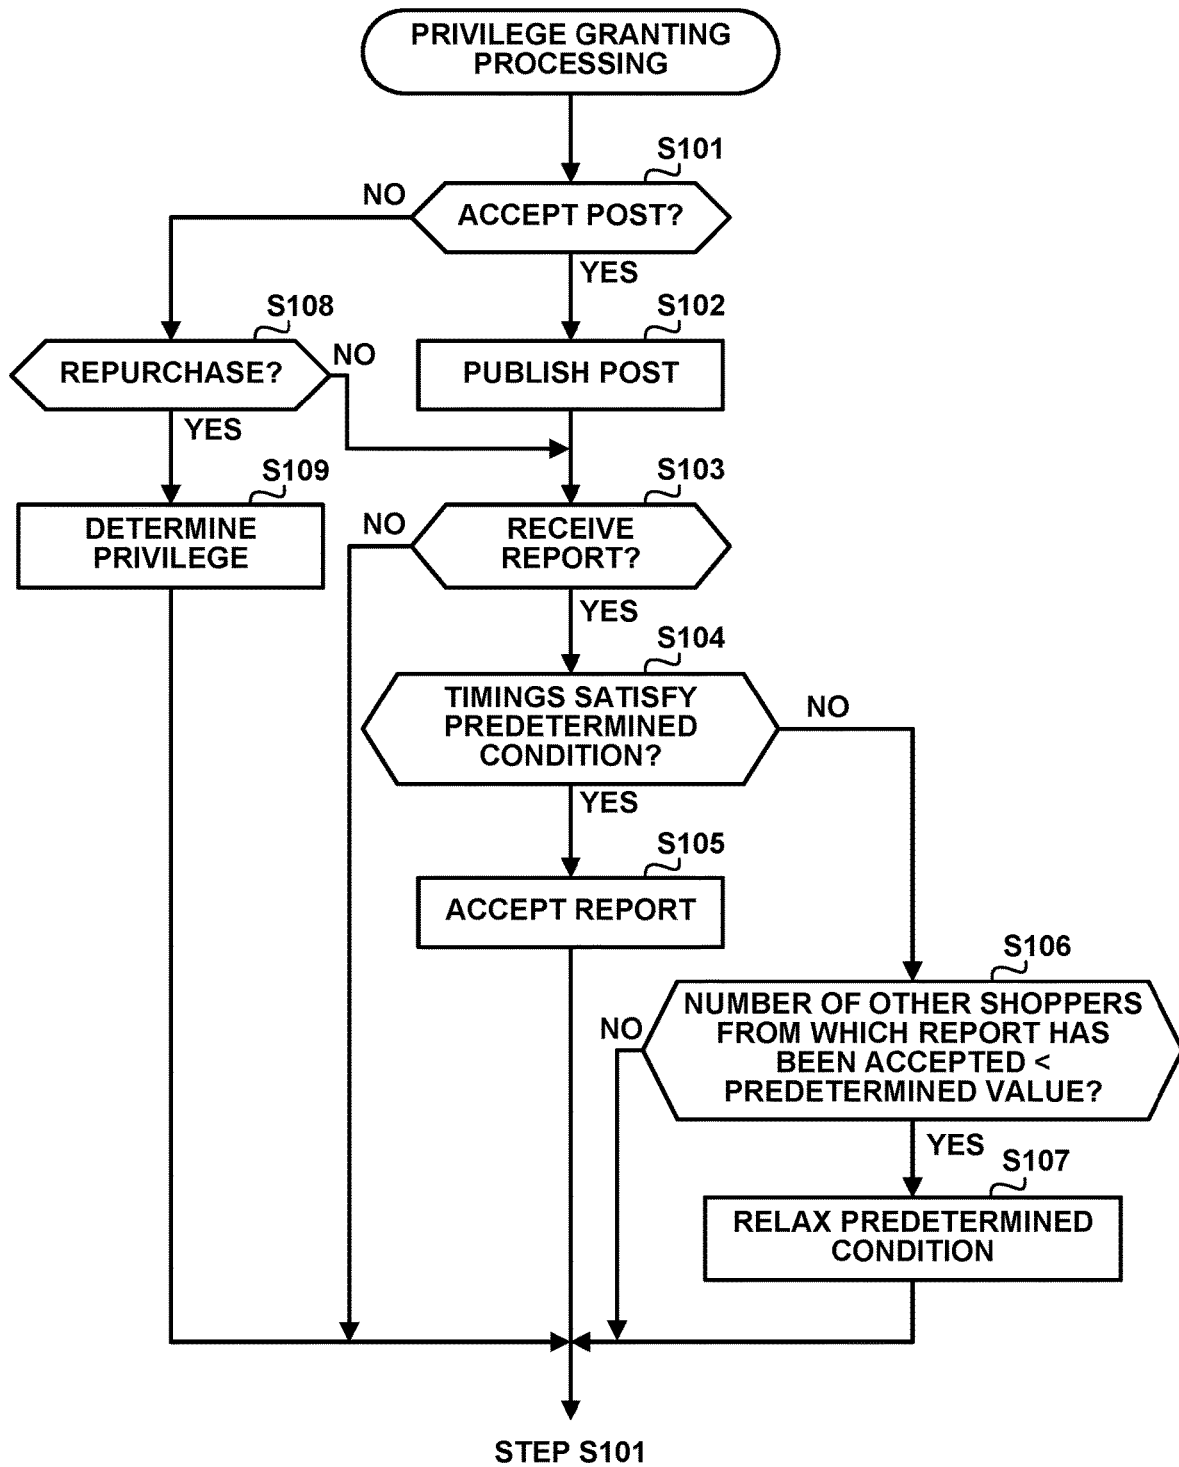 PRIVILEGE GRANTING
PROCESSING
S101
NO
ACCEPT POST?
YES
S108
S102
REPURCHASE?
NO
PUBLISH POST
YES
S109
S103
DETERMINE
PRIVILEGE
NO
RECEIVE
REPORT?
YES
S104
TIMINGS SATISFY
PREDETERMINED
CONDITION?
NO
YES
S105
ACCEPT REPORT
S106
NO
NUMBER OF OTHER SHOPPERS
FROM WHICH REPORT HAS
BEEN ACCEPTED <
PREDETERMINED VALUE?
YES
S107
RELAX PREDETERMINED
CONDITION
STEP S101